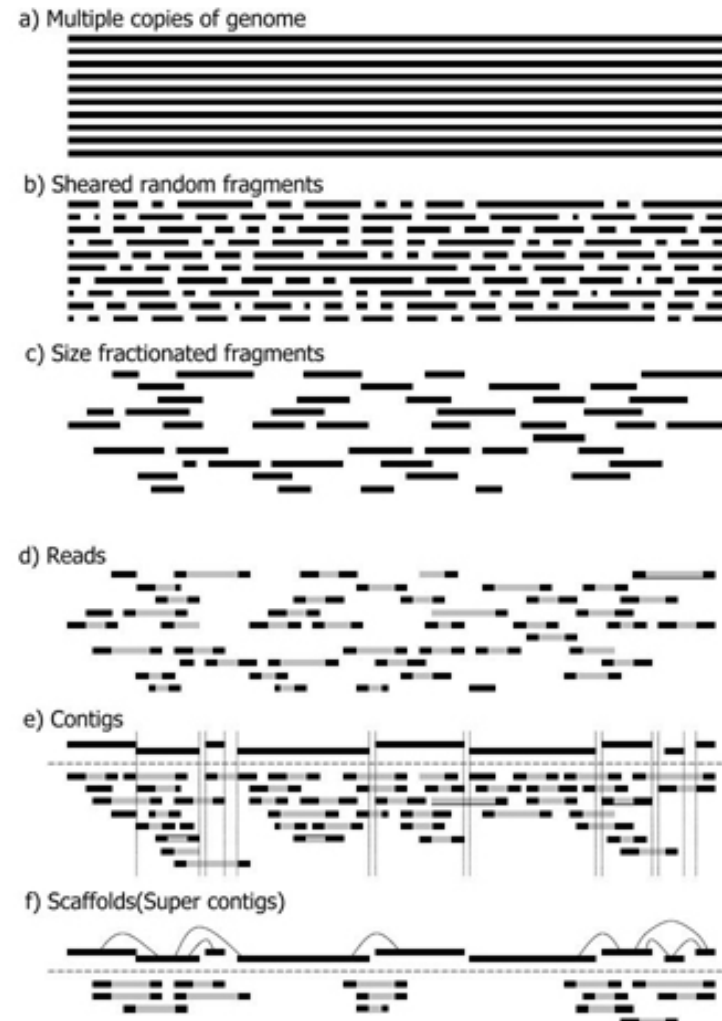 a) Multiple copies of genome
b) Sheared random fragments
c) Size fractionated fragments
d) Reads
e) Contigs
f) Scaffolds(Super contigs)